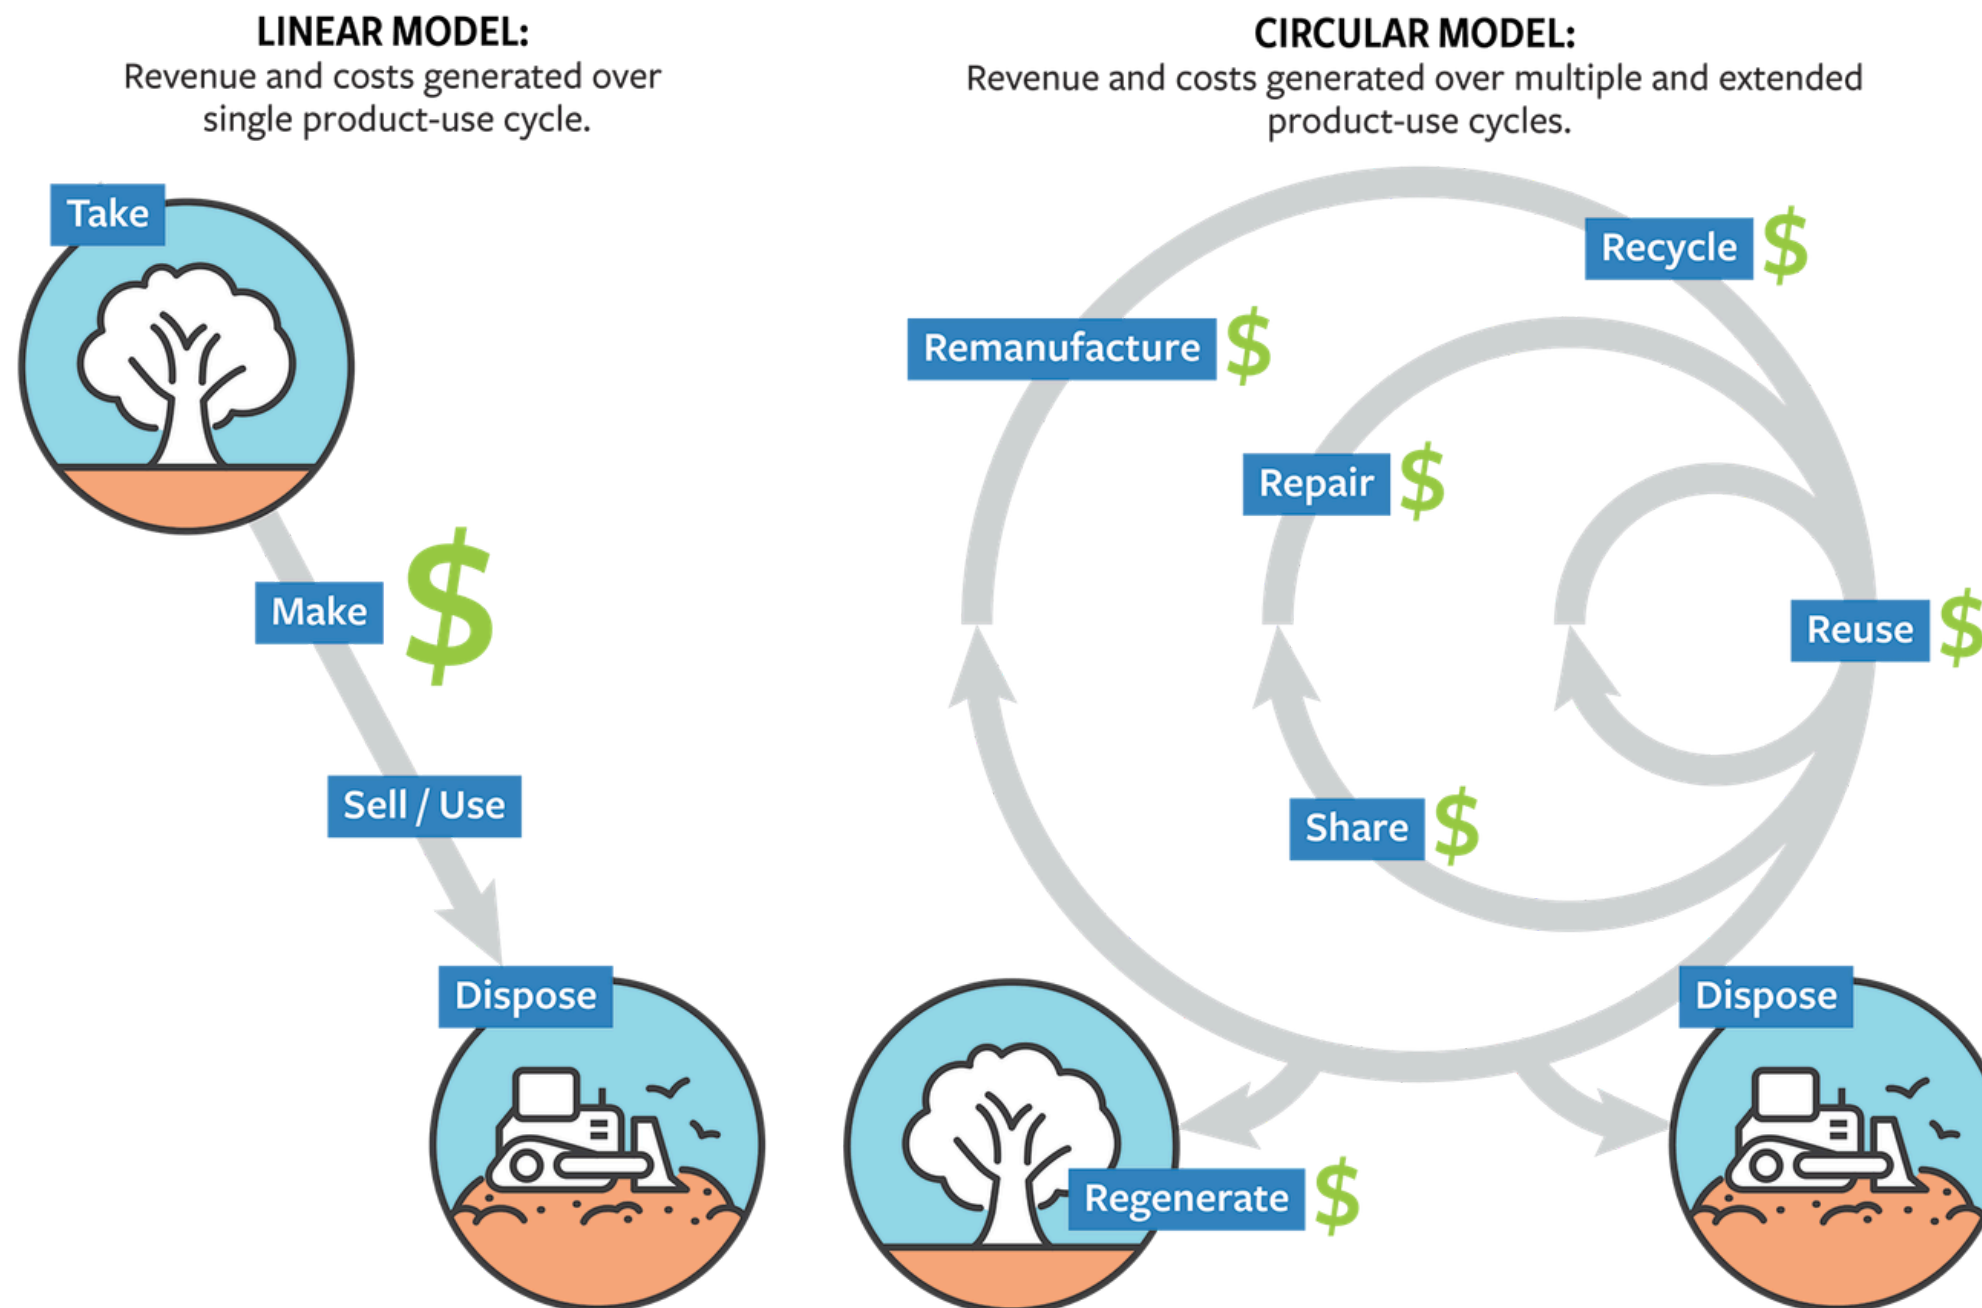 LINEAR MODEL:
Revenue and costs generated over
single product-use cycle.
Take
Make $
Sell / Use
Dispose
CIRCULAR MODEL:
Revenue and costs generated over multiple and extended
product-use cycles.
Recycle $
Remanufacture $
Repair $
Reuse $
Share $
Dispose
Regenerate $